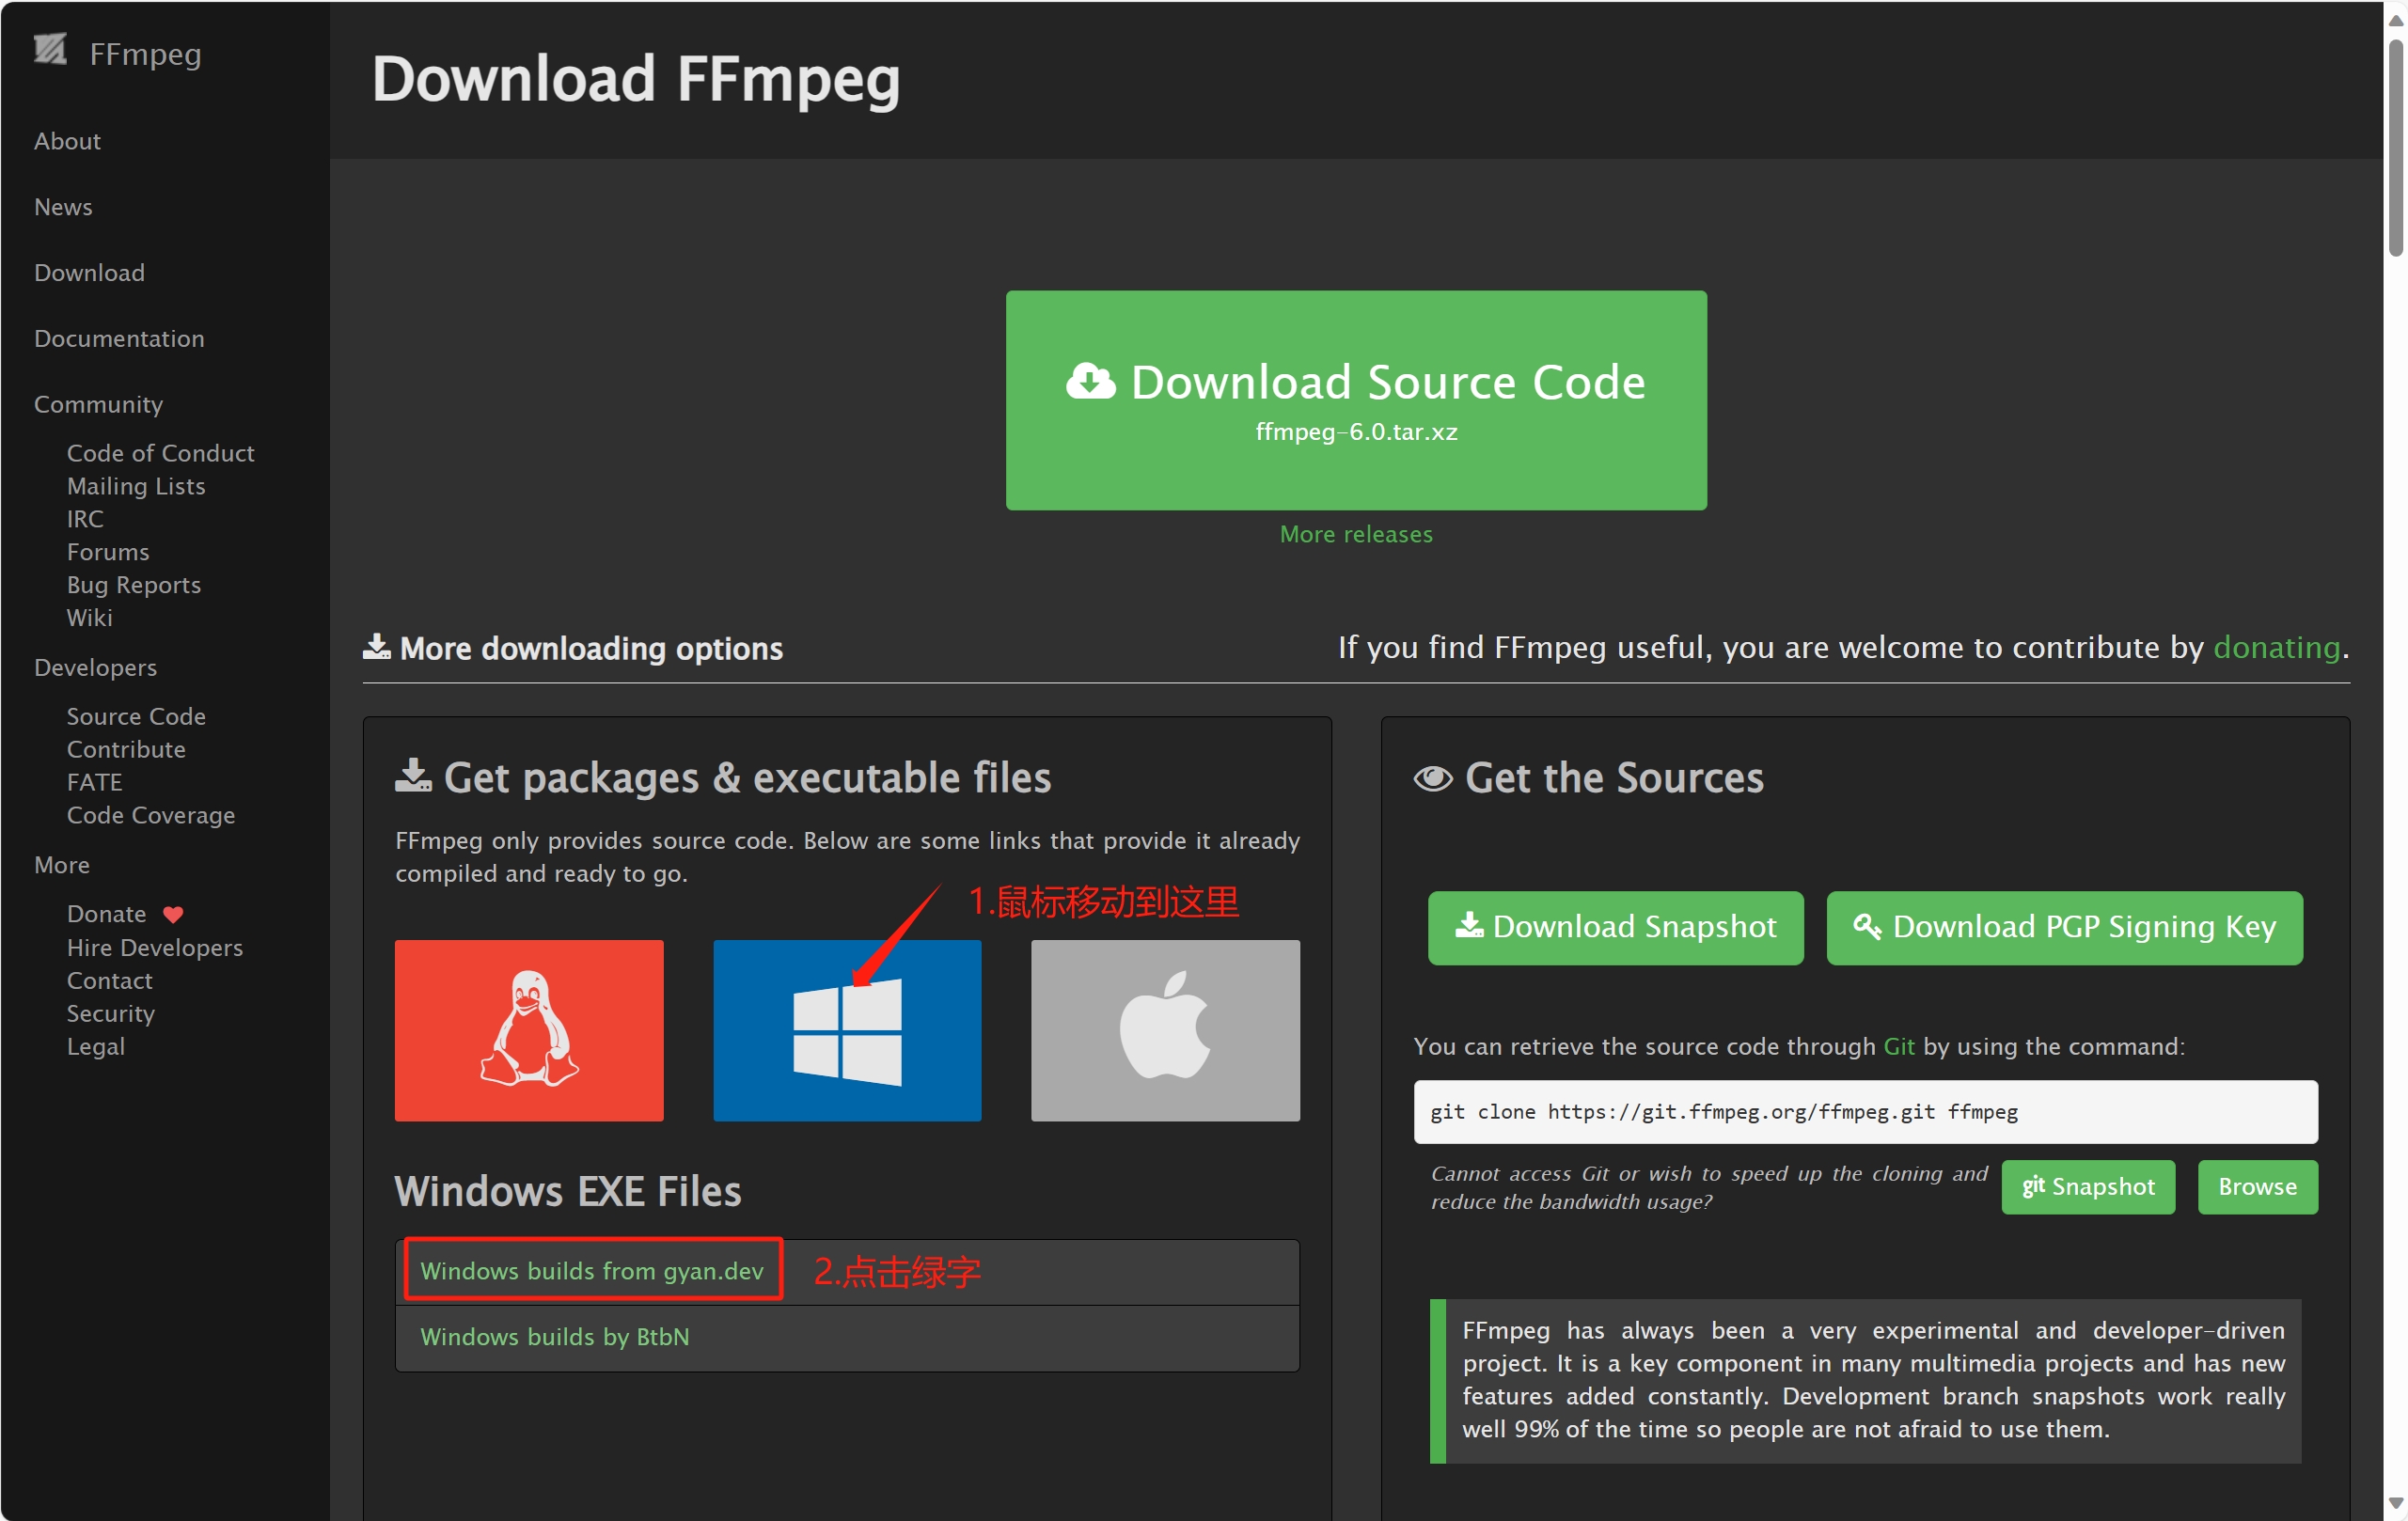 FFmpeg
About
News
Download
Documentation
Community
Code of Conduct
Mailing Lists
IRC
Forums
Bug Reports
Wiki
Developers
Source Code
Contribute
FATE
Code Coverage
More
Donate
Hire Developers
Contact
Security
Legal
Download FFmpeg
Download Source Code
ffmpeg-6.0.tar.xz
More releases
More downloading options
If you find FFmpeg useful, you are welcome to contribute by donating.
Get packages & executable files
FFmpeg only provides source code. Below are some links that provide it already
compiled and ready to go.
1.鼠标移动到这里
Windows EXE Files
Windows builds from gyan.dev
2.点击绿字
Windows builds by BtbN
Get the Sources
Download Snapshot
Download PGP Signing Key
You can retrieve the source code through Git by using the command:
git clone https://git.ffmpeg.org/ffmpeg.git ffmpeg
Cannot access Git or wish to speed up the cloning and
reduce the bandwidth usage?
git Snapshot
Browse
FFmpeg has always been a very experimental and developer-driven
project. It is a key component in many multimedia projects and has new
features added constantly. Development branch snapshots work really
well 99% of the time so people are not afraid to use them.